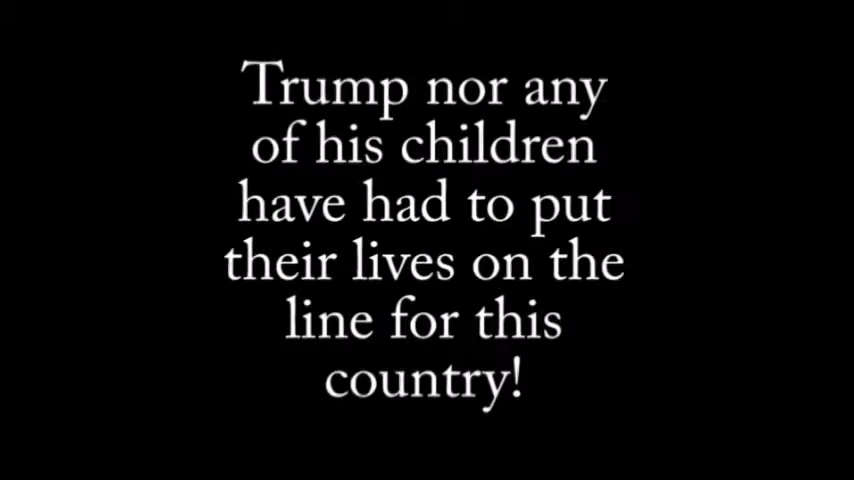 Trump nor any
of his children
have had to put
their lives on the
line for this
country!